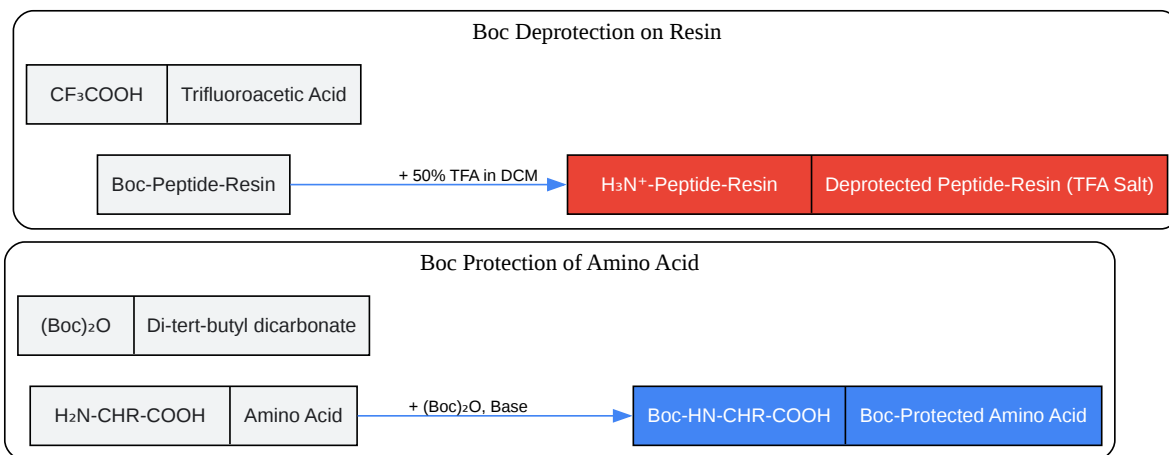 Boc Deprotection on Resin
CF₃COOH Trifluoroacetic Acid
Boc-Peptide-Resin + 50% TFA in DCM H₃N⁺-Peptide-Resin Deprotected Peptide-Resin (TFA Salt)
Boc Protection of Amino Acid
(Boc)₂O Di-tert-butyl dicarbonate
H₂N-CHR-COOH Amino Acid + (Boc)₂O, Base Boc-HN-CHR-COOH Boc-Protected Amino Acid